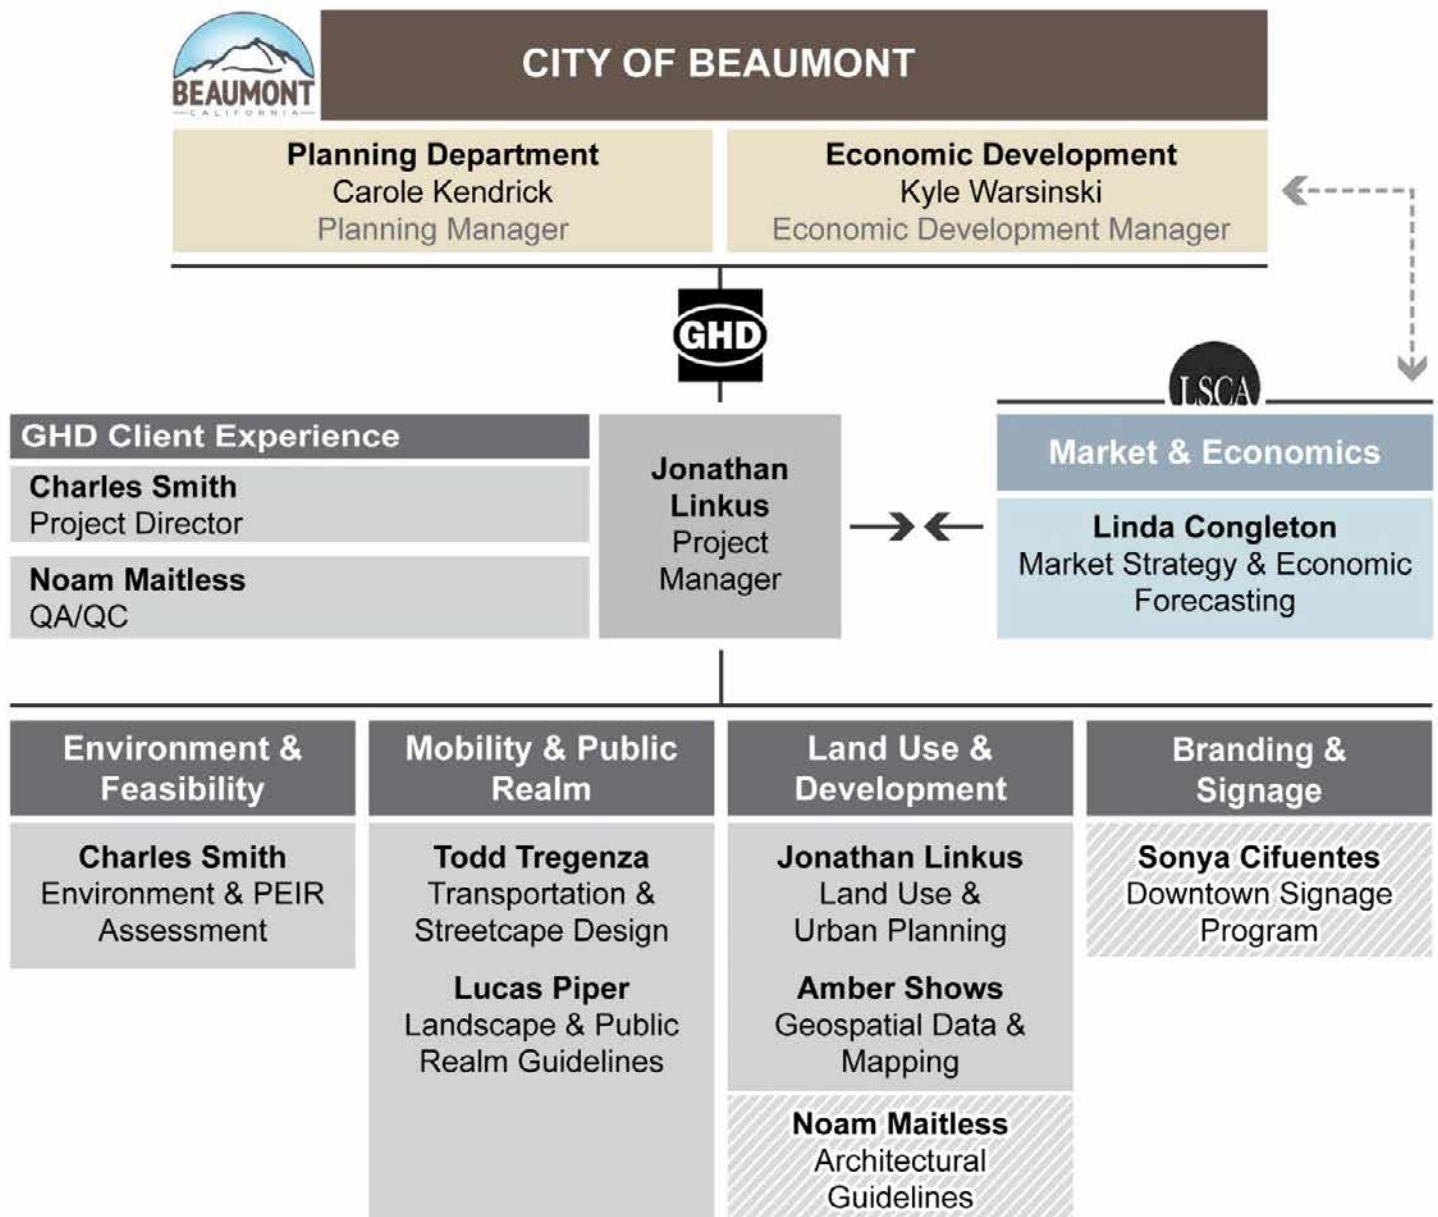 BEAUMONT
CALIFORNIA
CITY OF BEAUMONT
Planning Department
Carole Kendrick
Planning Manager
Economic Development
Kyle Warsinski
Economic Development Manager
GHD
LSCA
GHD Client Experience
Charles Smith
Project Director
Noam Maitless
QA/QC
Jonathan
Linkus
Project
Manager
Market & Economics
Linda Congleton
Market Strategy & Economic
Forecasting
Environment &
Feasibility
Charles Smith
Environment & PEIR
Assessment
Mobility & Public
Realm
Todd Tregenza
Transportation &
Streetcape Design
Lucas Piper
Landscape & Public
Realm Guidelines
Land Use &
Development
Jonathan Linkus
Land Use &
Urban Planning
Amber Shows
Geospatial Data &
Mapping
Noam Maitless
Architectural
Guidelines
Branding &
Signage
Sonya Cifuentes
Downtown Signage
Program